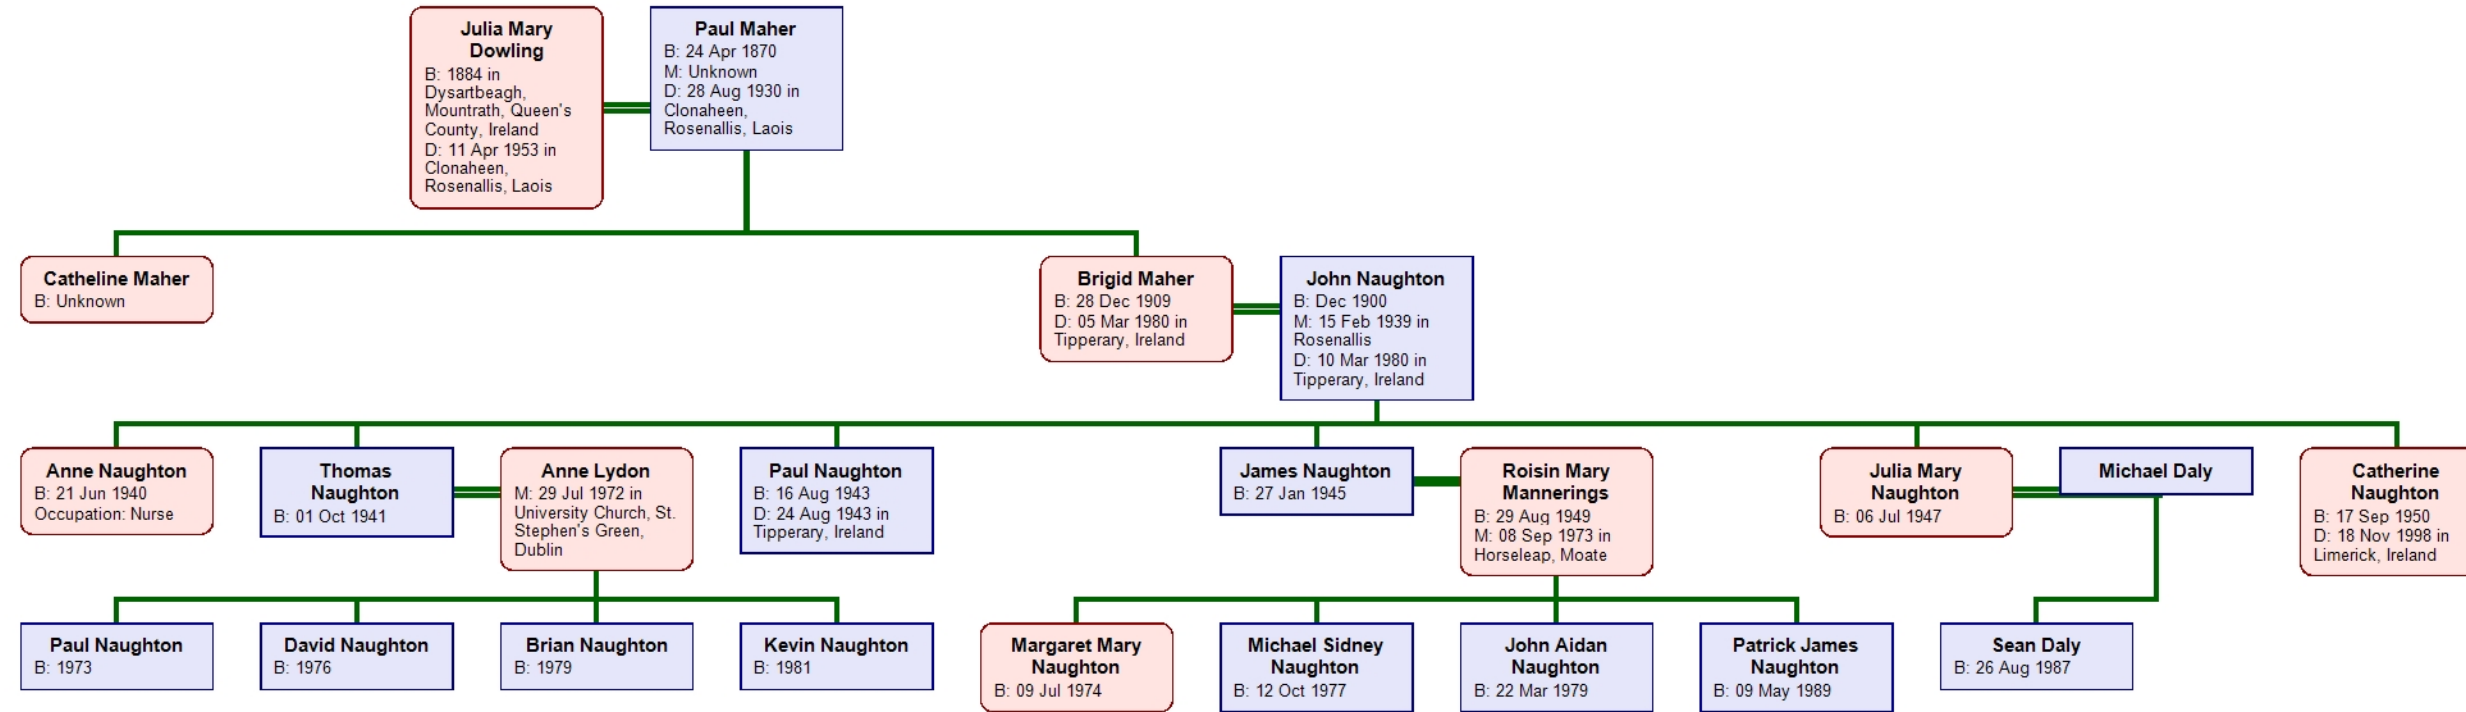 Julia Mary
Dowling
B: 1884 in
Dysartbeagh,
Mountrath, Queen's
County, Ireland
D: 11 Apr 1953 in
Clonaheen,
Rosenallis, Laois
Paul Maher
B: 24 Apr 1870
M: Unknown
D: 28 Aug 1930 in
Clonaheen,
Rosenallis, Laois
Catheline Maher
B: Unknown
Brigid Maher
B: 28 Dec 1909
D: 05 Mar 1980 in
Tipperary, Ireland
John Naughton
B: Dec 1900
M: 15 Feb 1939 in
Rosenallis
D: 10 Mar 1980 in
Tipperary, Ireland
Anne Naughton
B: 21 Jun 1940
Occupation: Nurse
Thomas
Naughton
B: 01 Oct 1941
Anne Lydon
M: 29 Jul 1972 in
University Church, St.
Stephen's Green,
Dublin
Paul Naughton
B: 16 Aug 1943
D: 24 Aug 1943 in
Tipperary, Ireland
James Naughton
B: 27 Jan 1945
Roisin Mary
Mannerings
B: 29 Aug 1949
M: 08 Sep 1973 in
Horseleap, Moate
Julia Mary
Naughton
B: 06 Jul 1947
Michael Daly
Catherine
Naughton
B: 17 Sep 1950
D: 18 Nov 1998 in
Limerick, Ireland
Paul Naughton
B: 1973
David Naughton
B: 1976
Brian Naughton
B: 1979
Kevin Naughton
B: 1981
Margaret Mary
Naughton
B: 09 Jul 1974
Michael Sidney
Naughton
B: 12 Oct 1977
John Aidan
Naughton
B: 22 Mar 1979
Patrick James
Naughton
B: 09 May 1989
Sean Daly
B: 26 Aug 1987